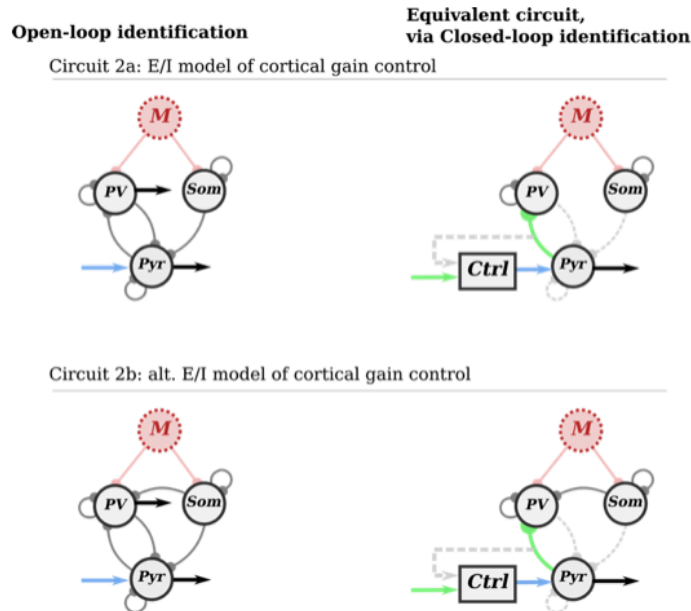 Open-loop identification
Equivalent circuit,
via Closed-loop identification
Circuit 2a: E/I model of cortical gain control
M
PV
Som
Pyr
M
PV
Som
Ctrl
Pyr
Circuit 2b: alt. E/I model of cortical gain control
M
PV
Som
Pyr
M
PV
Som
Ctrl
Pyr